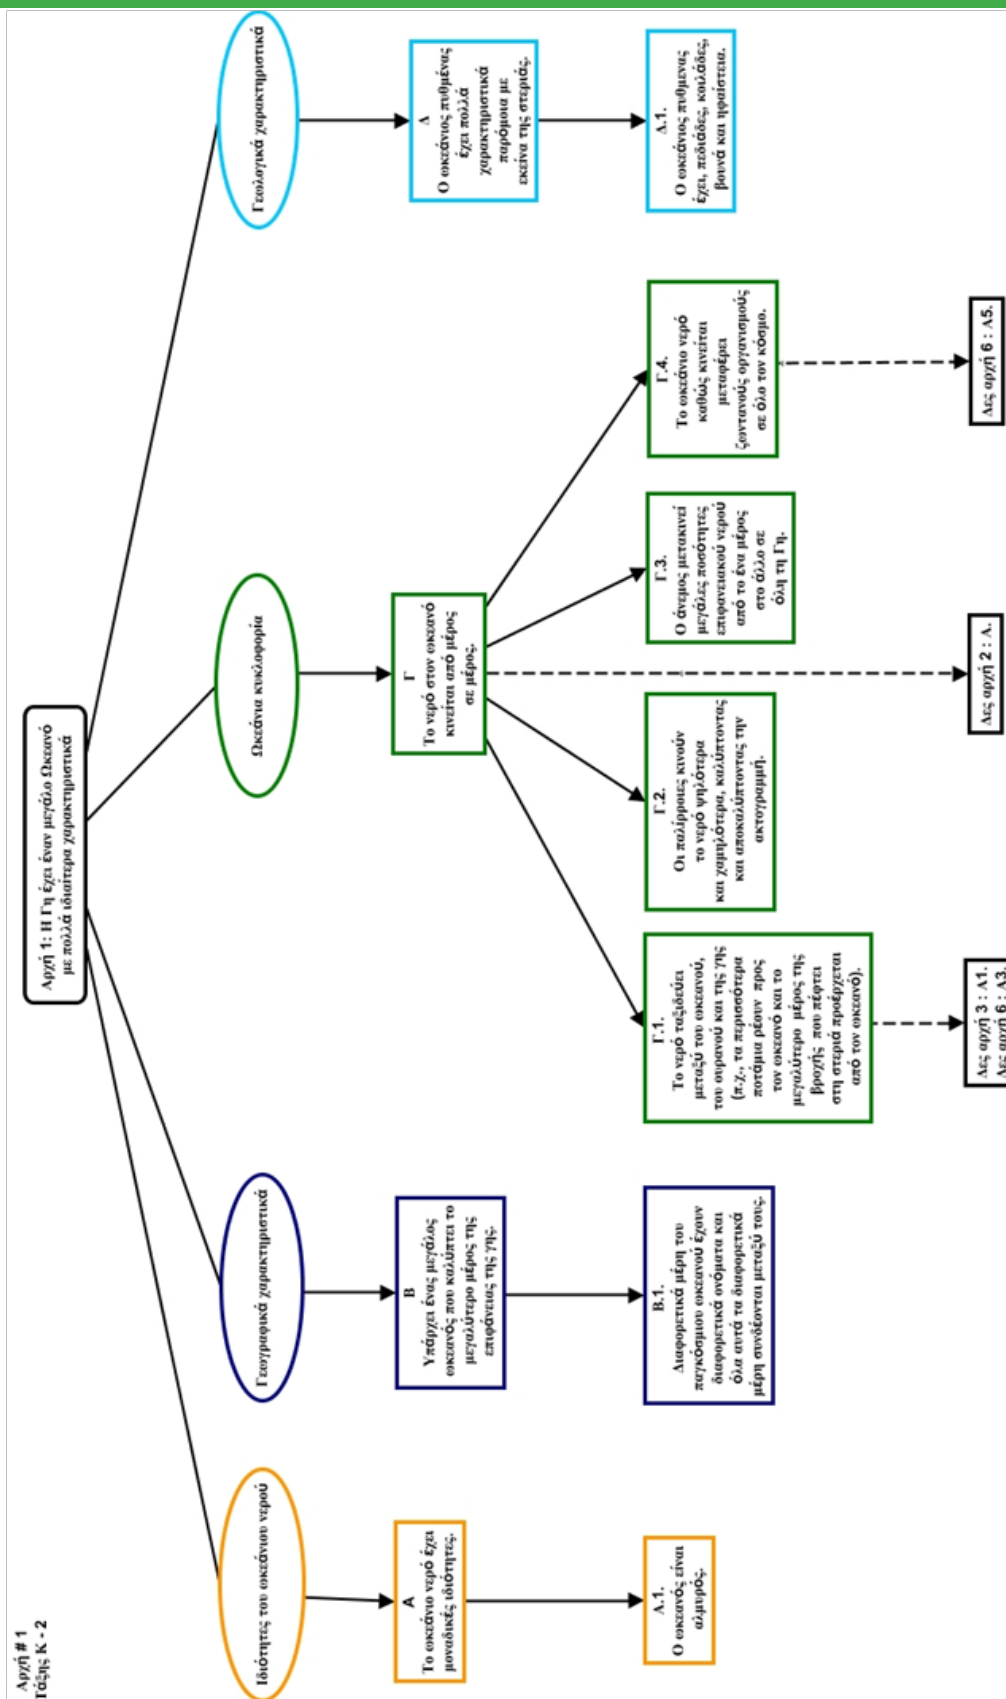 Αρχή # 1
Τάξης K - 2
Αρχή 1: Η Γη έχει έναν μεγάλο Ωκεανό
με πολλά ιδιαίτερα χαρακτηριστικά
Ιδιότητες του ωκεάνιου νερού
Γεωγραφικά χαρακτηριστικά
Ωκεάνια κυκλοφορία
Γεωλογικά χαρακτηριστικά
Α
Το ωκεάνιο νερό έχει
μοναδικές ιδιότητες.
Β
Υπάρχει ένας μεγάλος
ωκεανός που καλύπτει το
μεγαλύτερο μέρος της
επιφάνειας της γης.
Γ
Το νερό στον ωκεανό
κινείται από μέρος
σε μέρος.
Δ
Ο ωκεάνιος πυθμένας
έχει πολλά
χαρακτηριστικά
παρόμοια με
εκείνα της στεριάς.
Α.1.
Ο ωκεανός είναι
αλμυρός.
Β.1.
Διαφορετικά μέρη του
παγκόσμιου ωκεανού έχουν
διαφορετικά ονόματα και
όλα αυτά τα διαφορετικά
μέρη συνδέονται μεταξύ τους.
Γ.1.
Το νερό ταξιδεύει
μεταξύ του ωκεανού,
του ουρανού και της γης
(π.χ., τα περισσότερα
ποτάμια ρέουν προς
τον ωκεανό και το
μεγαλύτερο μέρος της
βροχής που πέφτει
στη στεριά προέρχεται
από τον ωκεανό).
Γ.2.
Οι παλίρροιες κινούν
το νερό ψηλότερα
και χαμηλότερα, καλύπτοντας
και αποκαλύπτοντας την
ακτογραμμή.
Γ.3.
Ο άνεμος μετακινεί
μεγάλες ποσότητες
επιφανειακού νερού
από το ένα μέρος
στο άλλο σε
όλη τη Γη.
Γ.4.
Το ωκεάνιο νερό
καθώς κινείται
μεταφέρει
ζωντανούς οργανισμούς
σε όλο τον κόσμο.
Δ.1.
Ο ωκεάνιος πυθμένας
έχει, πεδιάδες, κοιλάδες,
βουνά και ηφαίστεια.
Δες αρχή 3 : Α1.
Δες αρχή 6 : Α3.
Δες αρχή 2 : Α.
Δες αρχή 6 : Α5.